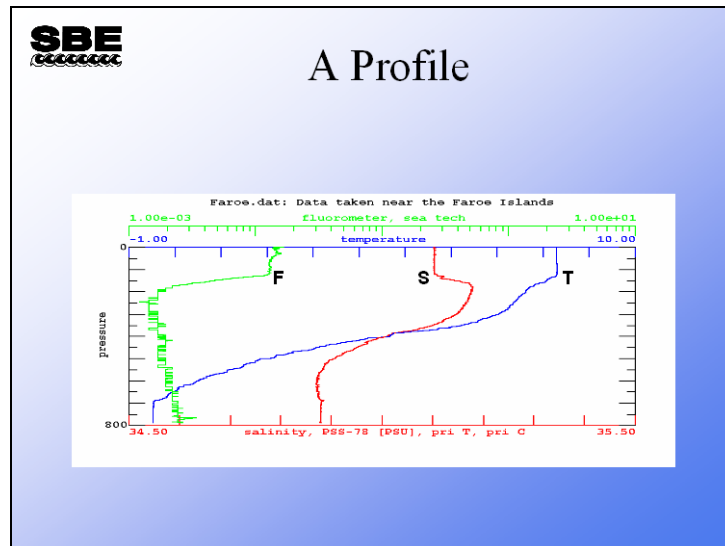 SBE
A Profile
Faroe.dat: Data taken near the Faroe Islands
1.00e-03 fluorometer, sea tech 1.00e+01
0 -1.00 temperature 10.00
F S T
pressure
800
34.50 salinity, PSS-78 [PSU], pri T, pri C 35.50